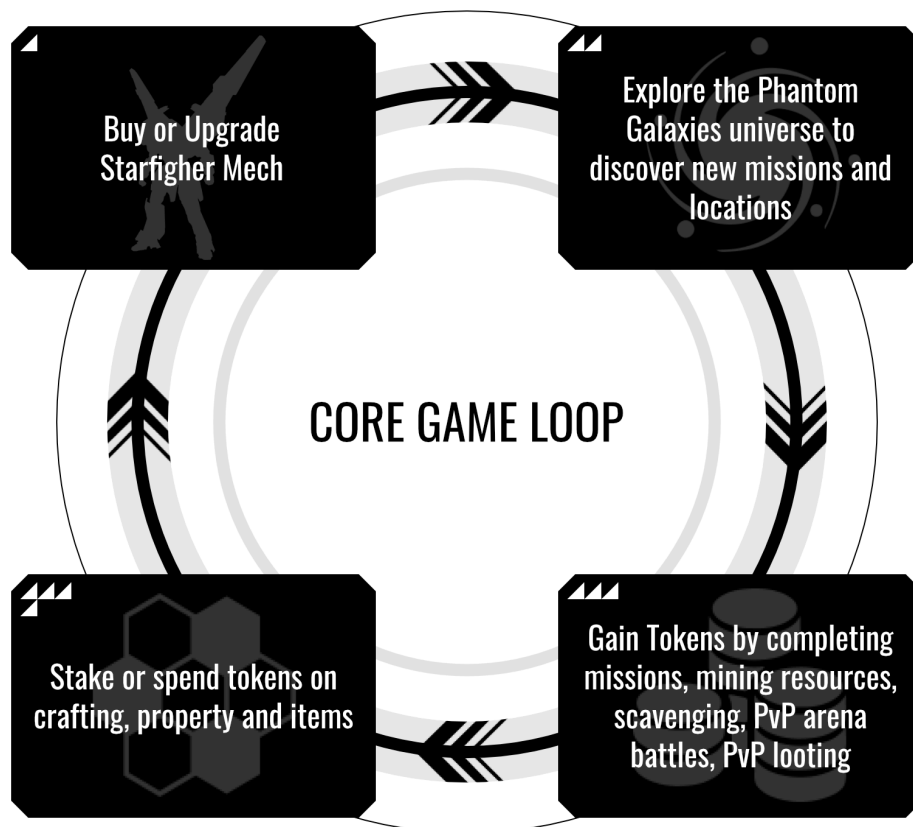 Buy or Upgrade
Starfigher Mech
Explore the Phantom
Galaxies universe to
discover new missions and
locations
CORE GAME LOOP
Stake or spend tokens on
crafting, property and items
Gain Tokens by completing
missions, mining resources,
scavenging, PvP arena
battles, PvP looting